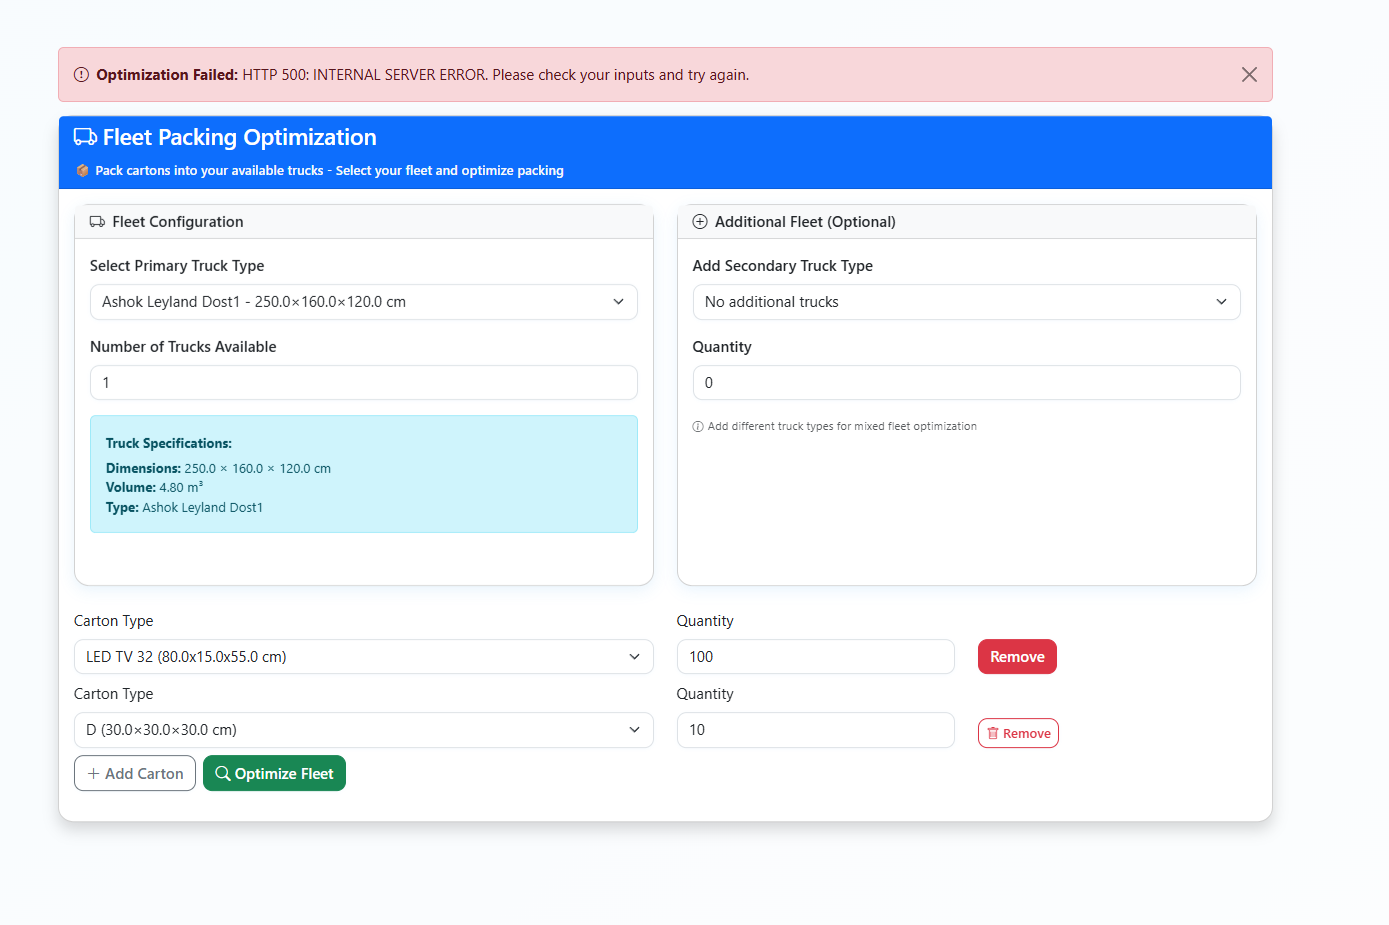 Optimization Failed: HTTP 500: INTERNAL SERVER ERROR. Please check your inputs and try again.
Fleet Packing Optimization
Pack cartons into your available trucks - Select your fleet and optimize packing
Fleet Configuration
Select Primary Truck Type
Ashok Leyland Dost1 - 250.0×160.0×120.0 cm
Number of Trucks Available
1
Truck Specifications:
Dimensions: 250.0 × 160.0 × 120.0 cm
Volume: 4.80 m³
Type: Ashok Leyland Dost1
Additional Fleet (Optional)
Add Secondary Truck Type
No additional trucks
Quantity
0
Add different truck types for mixed fleet optimization
Carton Type
Quantity
LED TV 32 (80.0x15.0x55.0 cm)
100
Remove
Carton Type
Quantity
D (30.0×30.0×30.0 cm)
10
Remove
+ Add Carton
Optimize Fleet